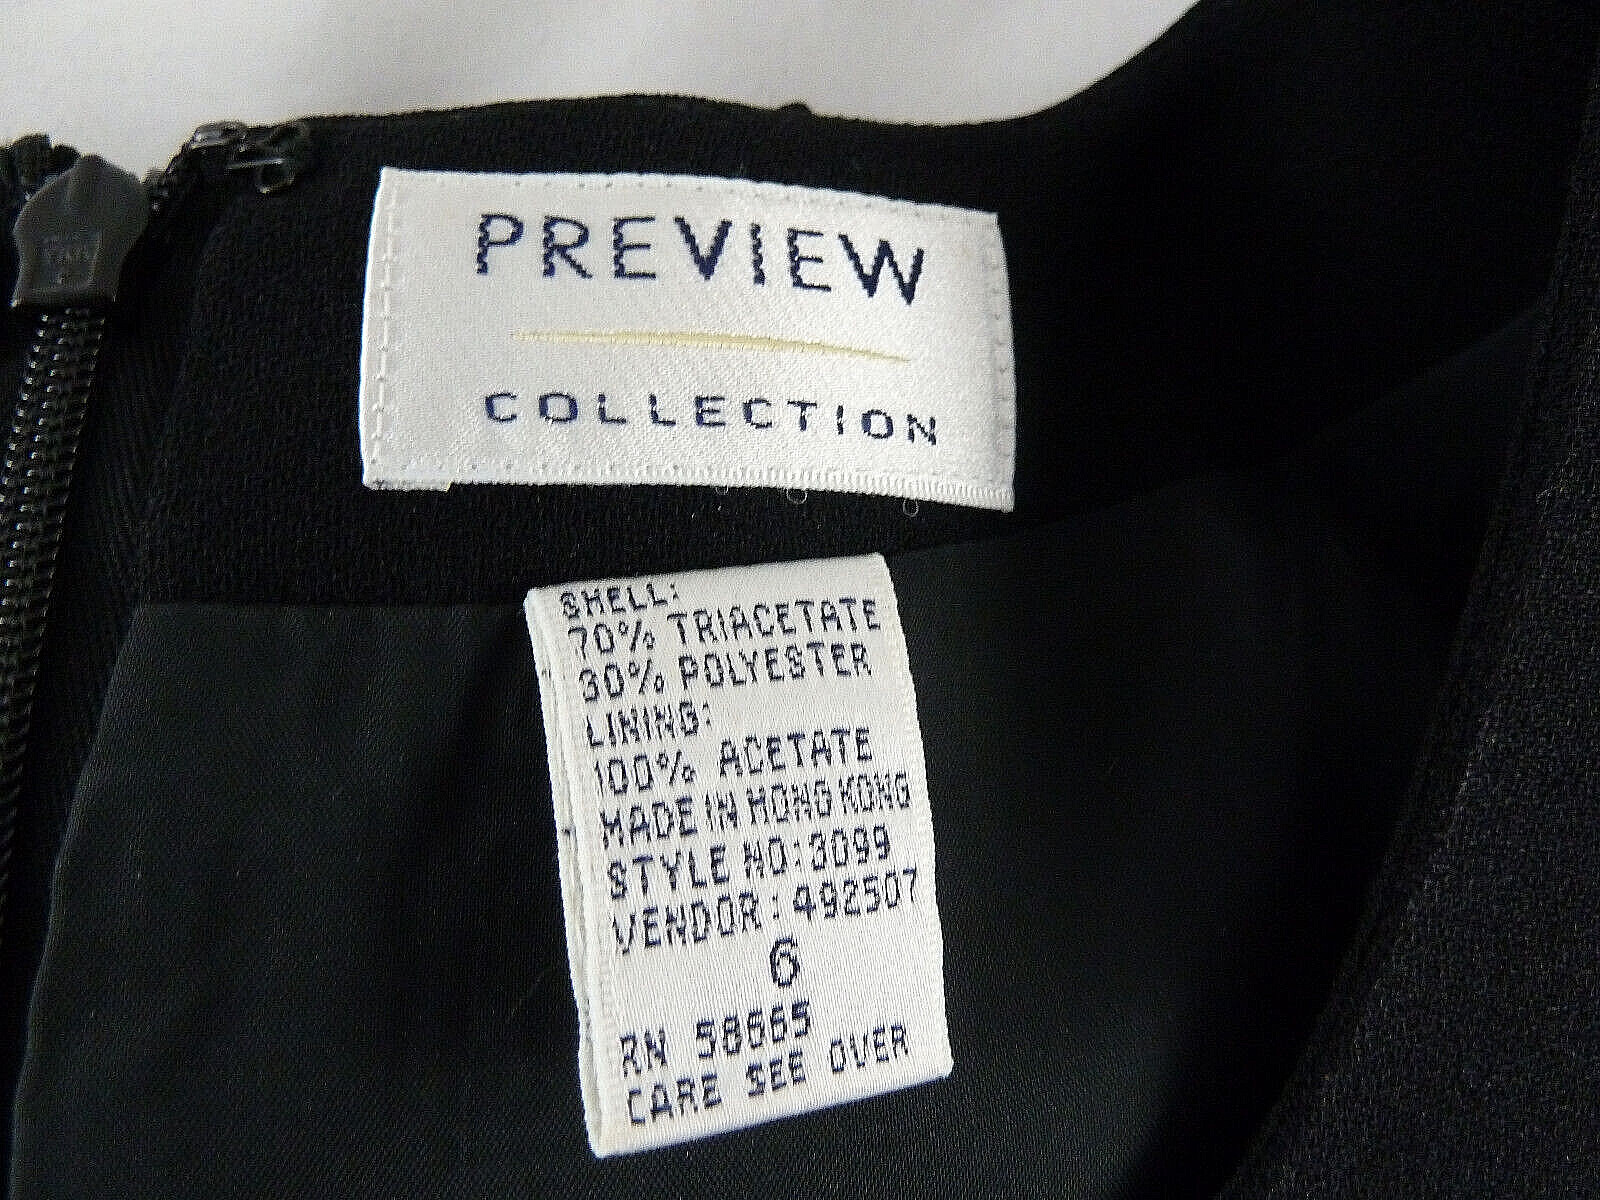 PREVIEW
COLLECTION
SHELL:
70% TRIACETATE
30% POLYESTER
LINING:
100% ACETATE
MADE IN HONG KONG
STYLE NO: 3099
VENDOR: 492507
6
RN 58665
CARE SEE OVER